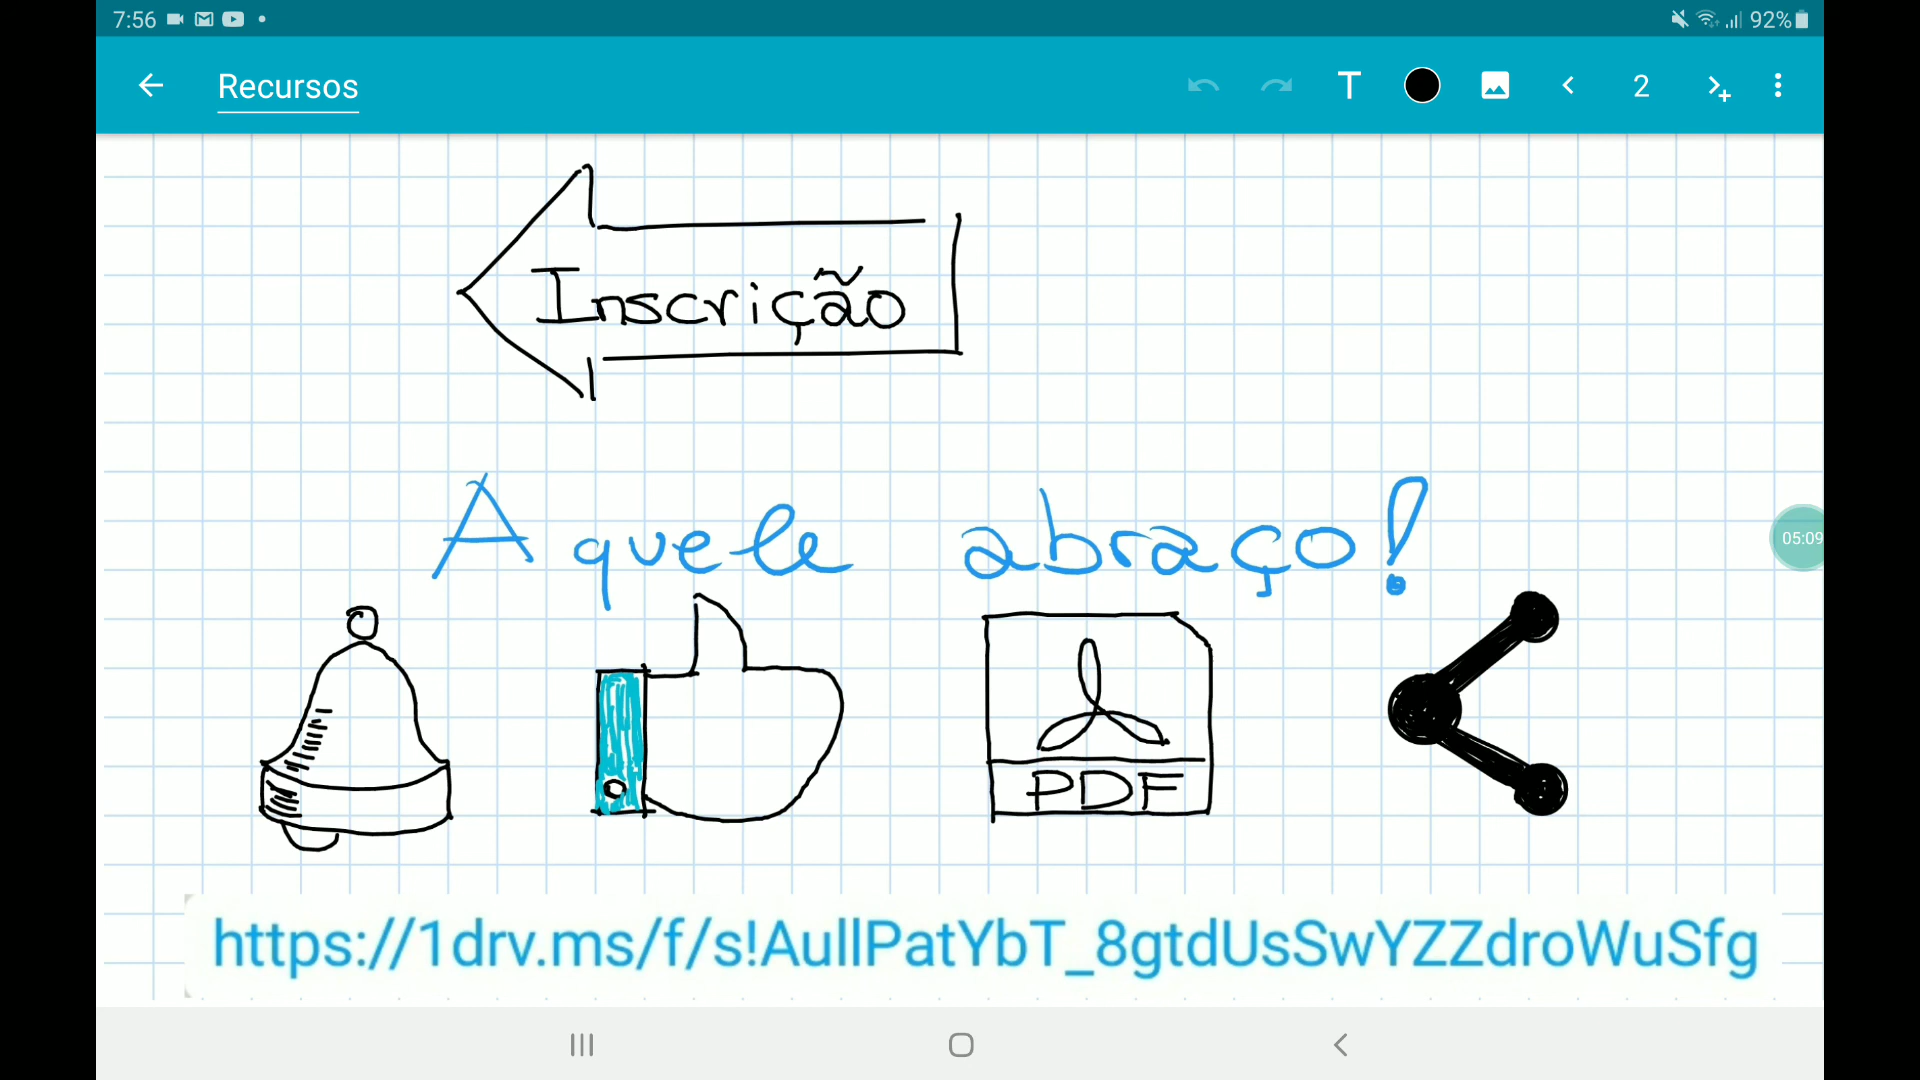 7:56
92%
Recursos
T
2
Inscrição
Aquele abraço!
05:09
PDF
https://1drv.ms/f/s!AullPatYbT_8gtdUsSwYZZdroWuSfg